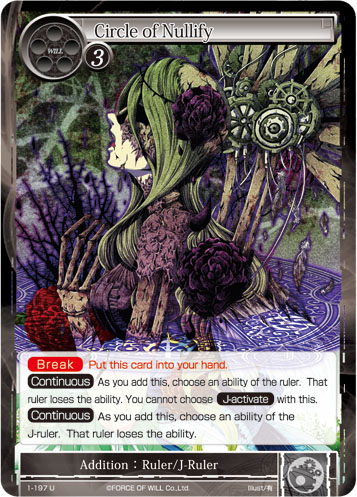 Circle of Nullify
WILL
3
Break Put this card into your hand.
Continuous As you add this, choose an ability of the ruler. That
ruler loses the ability. You cannot choose J-activate with this.
Continuous As you add this, choose an ability of the
J-ruler. That ruler loses the ability.
1-197 U ©FORCE OF WILL Co.,Ltd. Illust/有
Addition : Ruler/J-Ruler